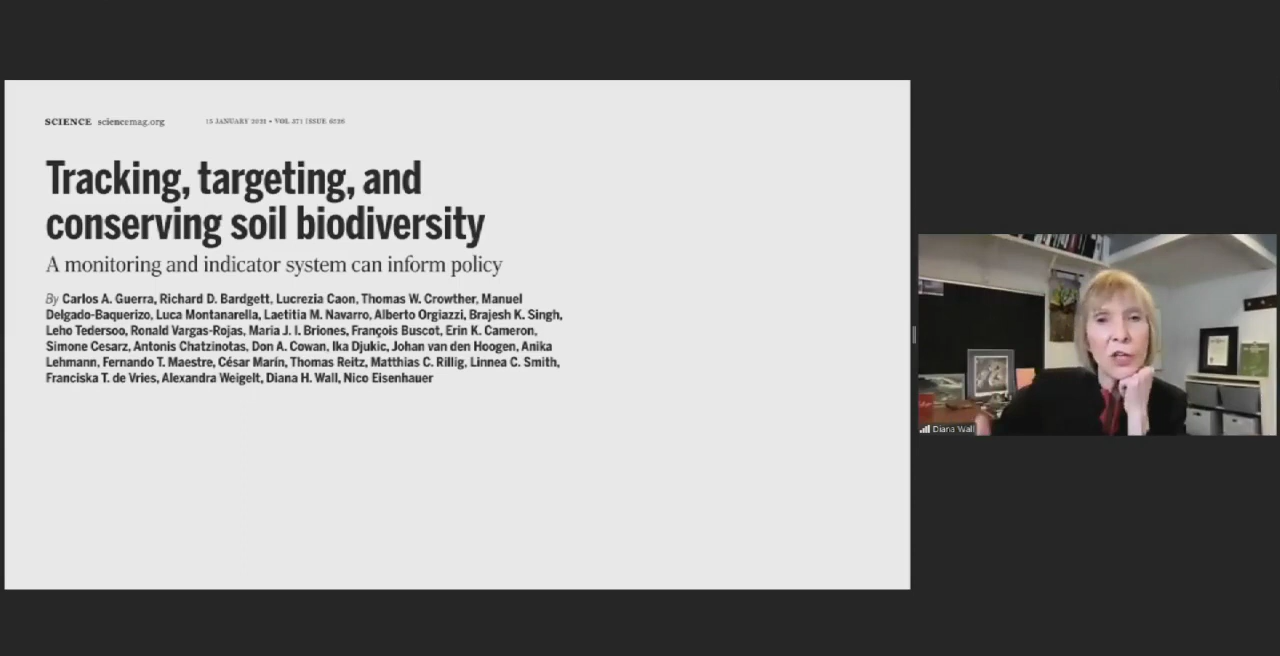 SCIENCE sciencemag.org
Tracking, targeting, and
conserving soil biodiversity
A monitoring and indicator system can inform policy
By Carlos A. Guerra, Richard D. Bardgett, Lucrezia Caon, Thomas W. Crowther, Manuel
Delgado-Baquerizo, Luca Montanarella, Laetitia M. Navarro, Alberto Orgiazzi, Brajesh K. Singh,
Leho Tedersoo, Ronald Vargas-Rojas, Maria J. I. Briones, François Buscot, Erin K. Cameron,
Simone Cesarz, Antonis Chatzinotas, Don A. Cowan, Ika Djukic, Johan van den Hoogen, Anika
Lehmann, Fernando T. Maestre, César Marín, Thomas Reitz, Matthias C. Rillig, Linnea C. Smith,
Franciska T. de Vries, Alexandra Weigelt, Diana H. Wall, Nico Eisenhauer
Diana Wall